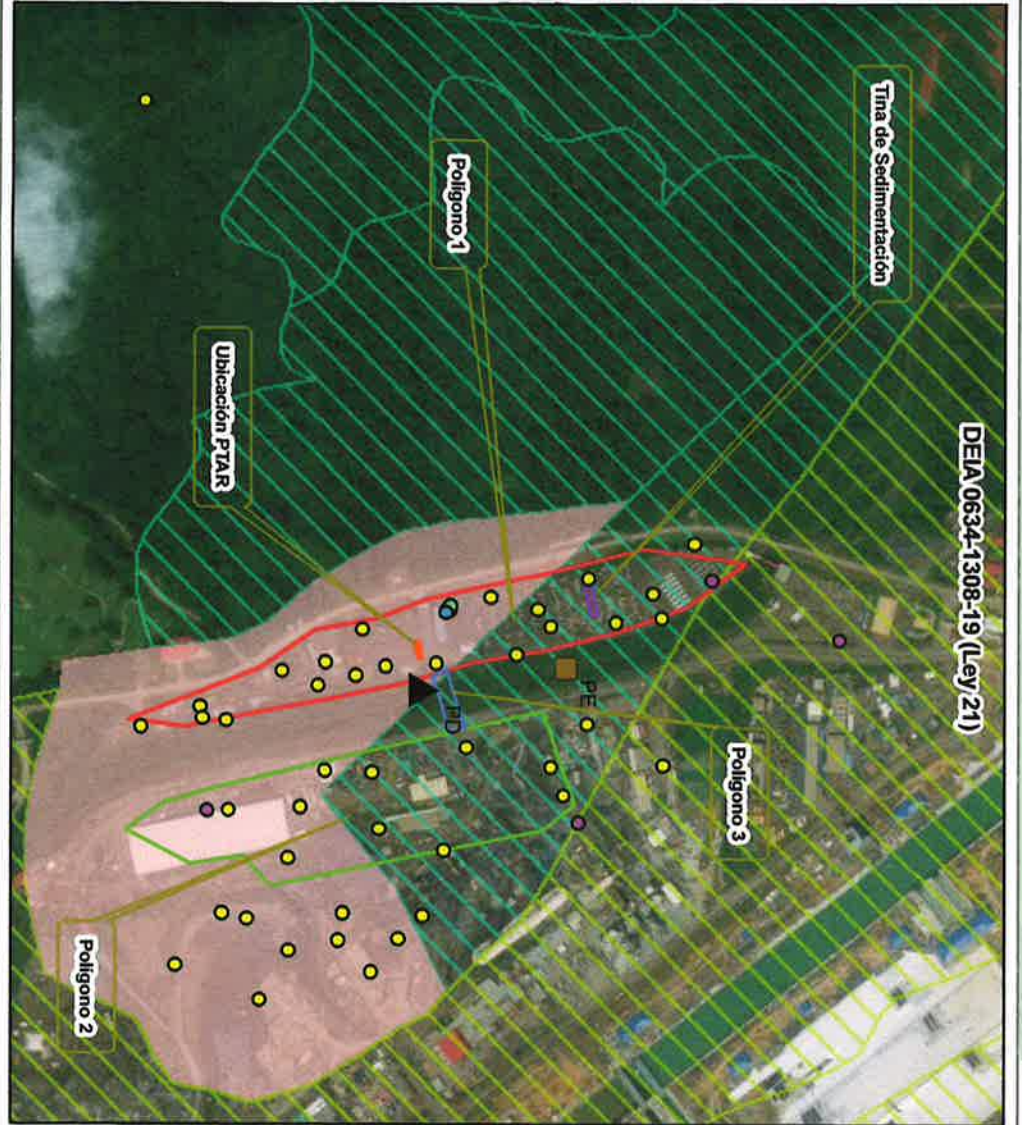 DEIA 0634-1308-19 (Ley 21)
Tina de Sedimentación
Polígono 1
Ubicación PTAR
PE
PD
Polígono 3
Polígono 2